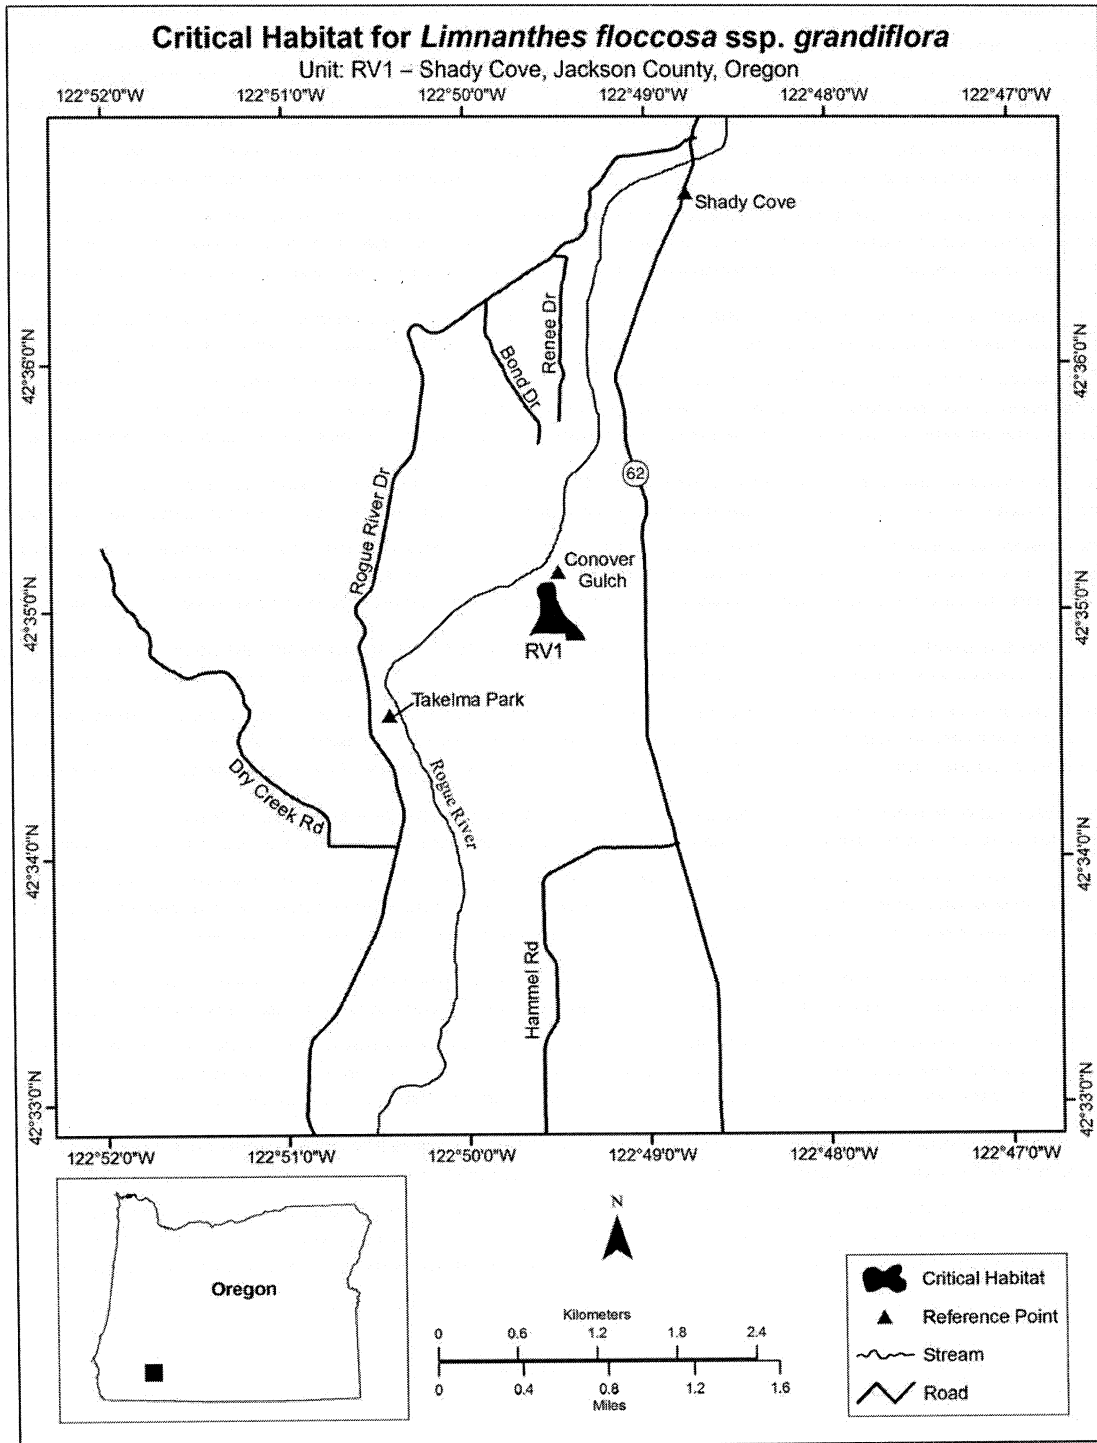 Critical Habitat for Limnanthes floccosa ssp. grandiflora
Unit: RV1 – Shady Cove, Jackson County, Oregon
122°52'0"W 122°51'0"W 122°50'0"W 122°49'0"W 122°48'0"W 122°47'0"W
Shady Cove
Renee Dr
Bond Dr
42°36'0"N
42°36'0"N
62
Rogue River Dr
Conover
Gulch
42°35'0"N
42°35'0"N
RV1
Takelma Park
Dry Creek Rd
Rogue River
42°34'0"N
42°34'0"N
Hammel Rd
42°33'0"N
42°33'0"N
122°52'0"W 122°51'0"W 122°50'0"W 122°49'0"W 122°48'0"W 122°47'0"W
Oregon
N
Kilometers
0 0.6 1.2 1.8 2.4
0 0.4 0.8 1.2 1.6
Miles
Critical Habitat
Reference Point
Stream
Road